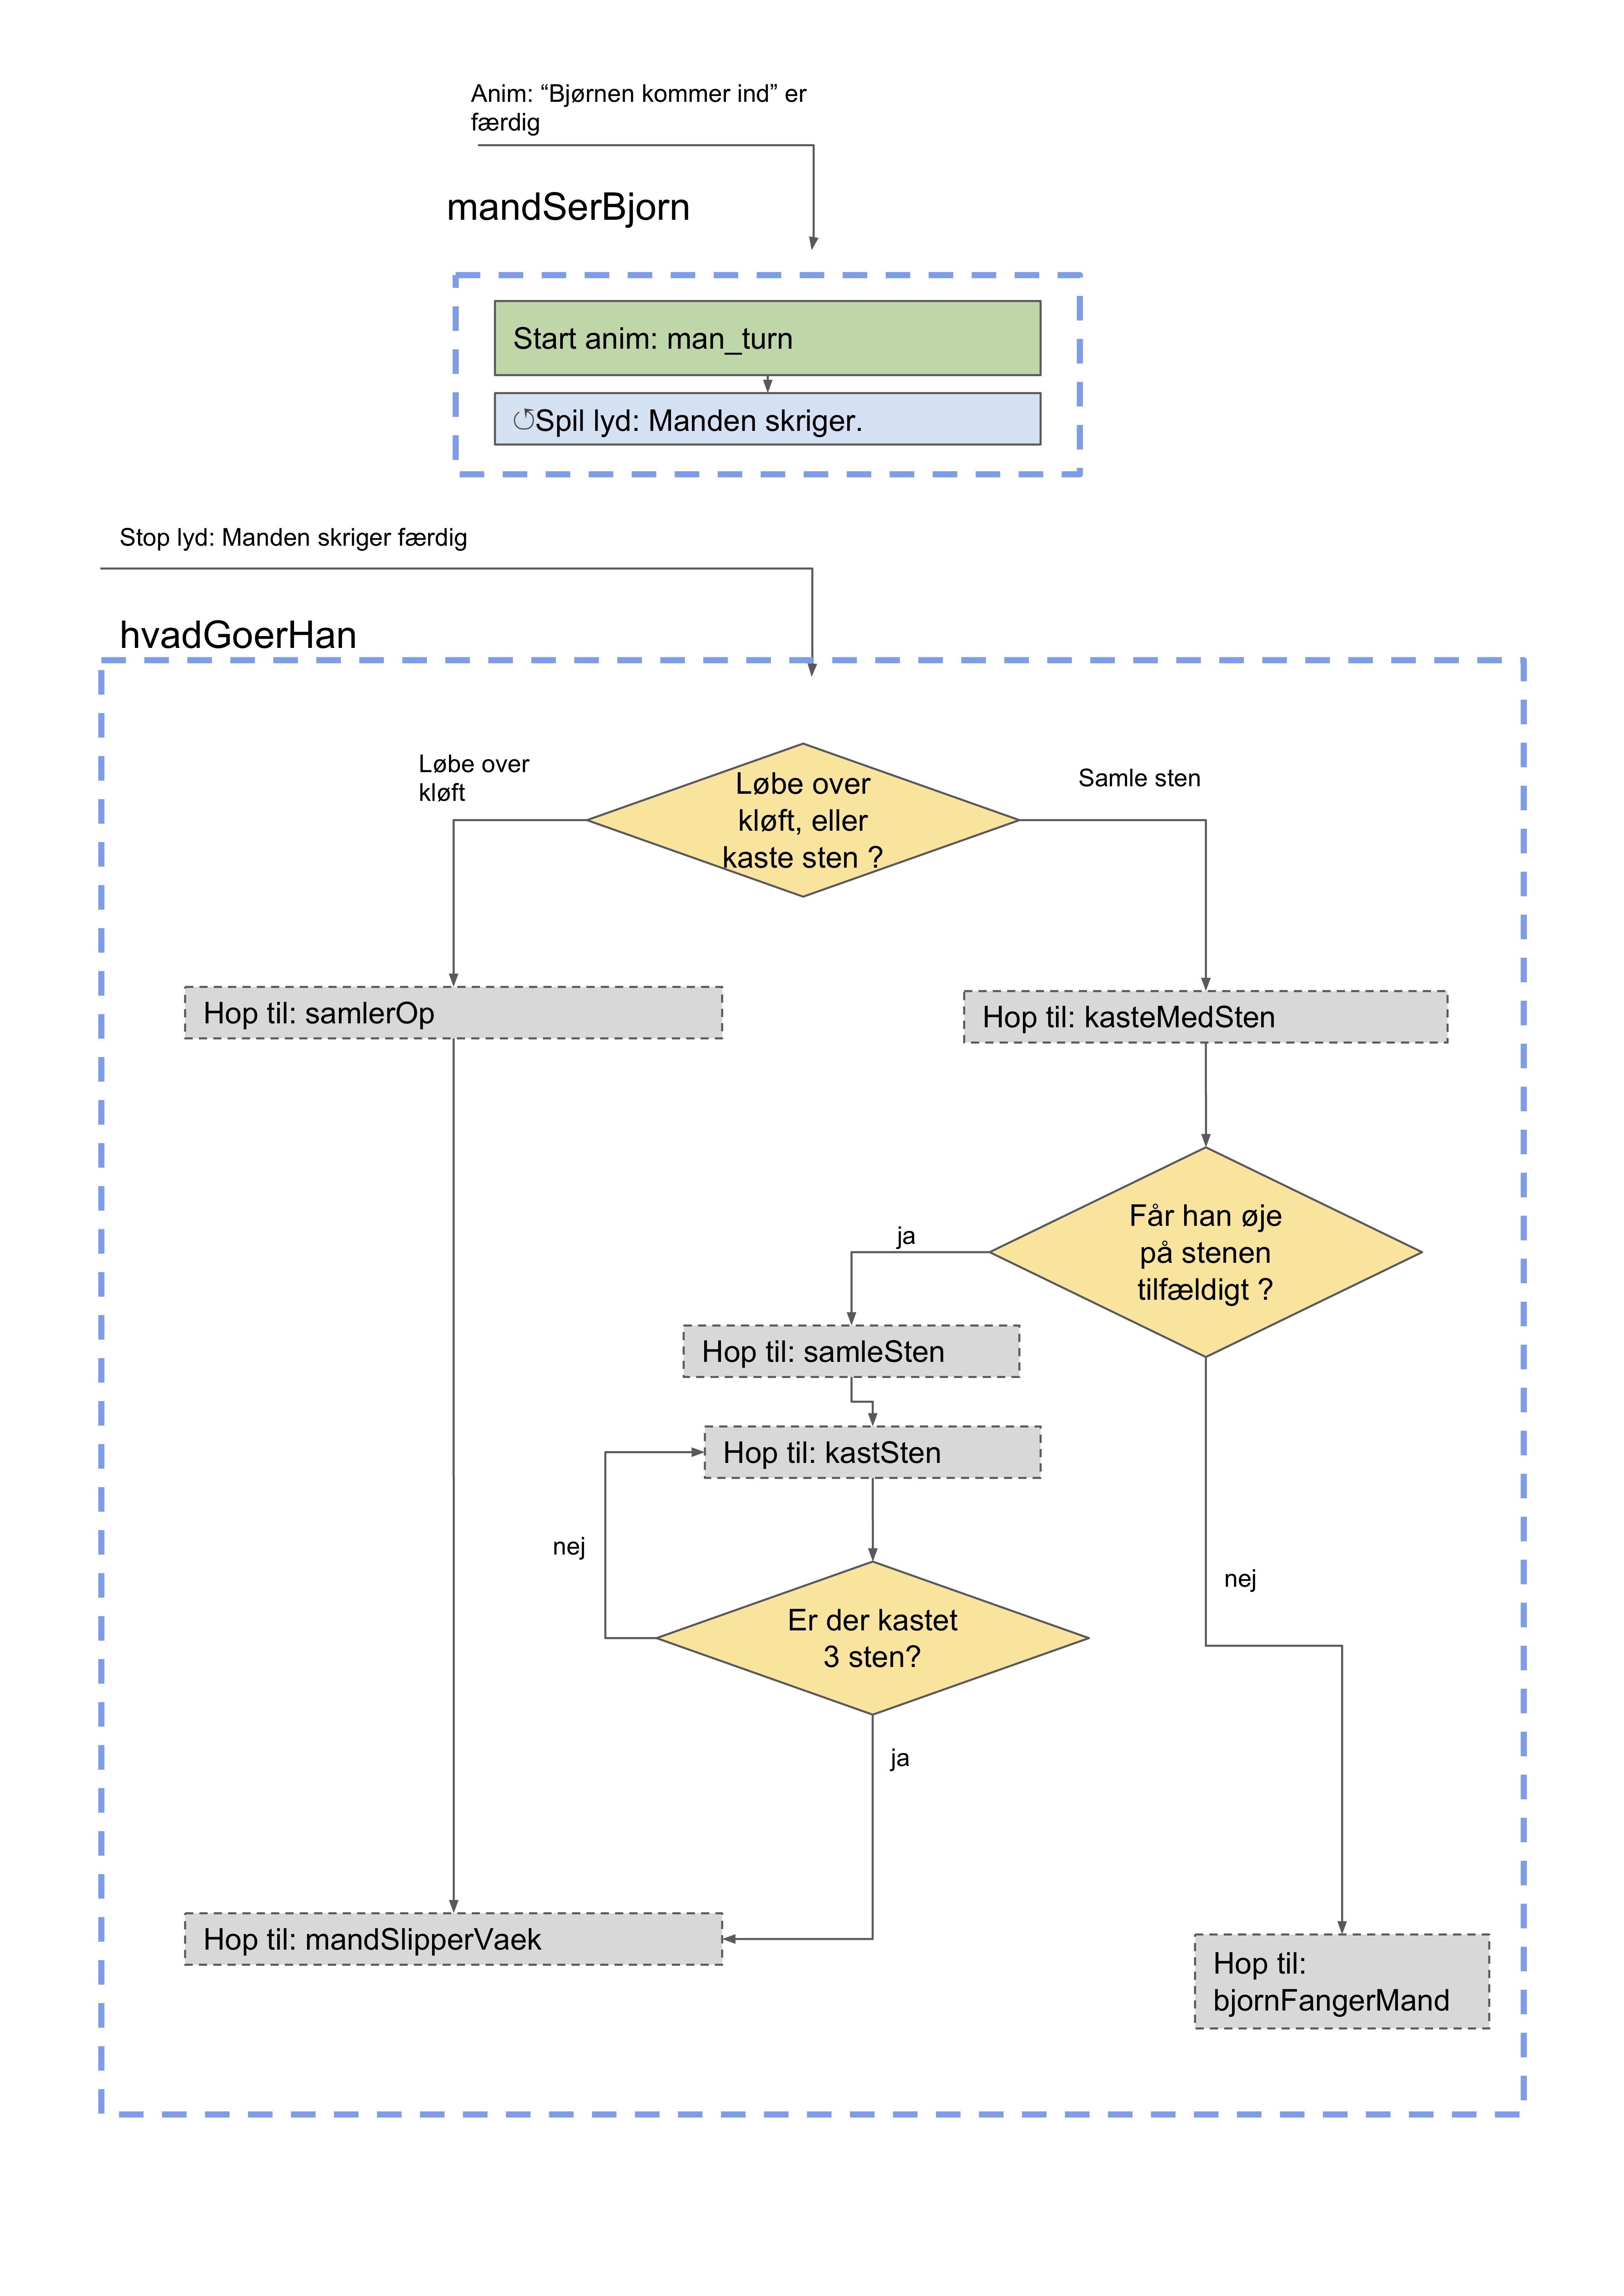 Anim: “Bjørnen kommer ind” er
færdig
mandSerBjorn
Start anim: man_turn
Spil lyd: Manden skriger.
Stop lyd: Manden skriger færdig
hvadGoerHan
Løbe over
kløft
Løbe over
kløft, eller
kaste sten ?
Samle sten
Hop til: samlerOp
Hop til: kasteMedSten
Får han øje
på stenen
tilfældigt ?
ja
Hop til: samleSten
Hop til: kastSten
nej
nej
Er der kastet
3 sten?
ja
Hop til: mandSlipperVaek
Hop til:
bjornFangerMand